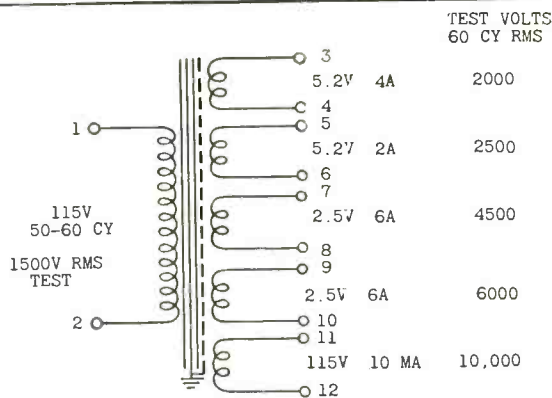 TEST VOLTS
60 CY RMS
3
5.2V 4A 2000
4
5
1
5.2V 2A 2500
6
7
115V
50-60 CY
2.5V 6A 4500
8
1500V RMS
TEST
9
2.5V 6A 6000
2
10
11
115V 10 MA 10,000
12